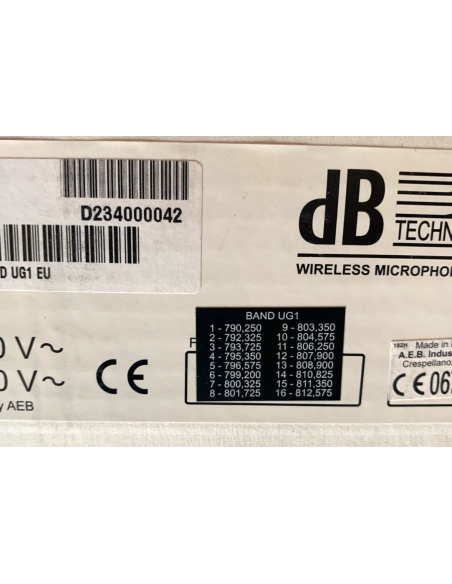 D234000042
D UG1 EU
dB
TECHN
WIRELESS MICROPHO
0 V~
0 V~
y AEB
CE
F
BAND UG1
1 - 790,250 9 - 803,350
2 - 792,325 10 - 804,575
3 - 793,725 11 - 806,250
4 - 795,350 12 - 807,900
5 - 796,575 13 - 808,900
6 - 799,200 14 - 810,825
7 - 800,325 15 - 811,350
8 - 801,725 16 - 812,575
182H Made in
A.E.B. Indus
Crespellano,
CE06